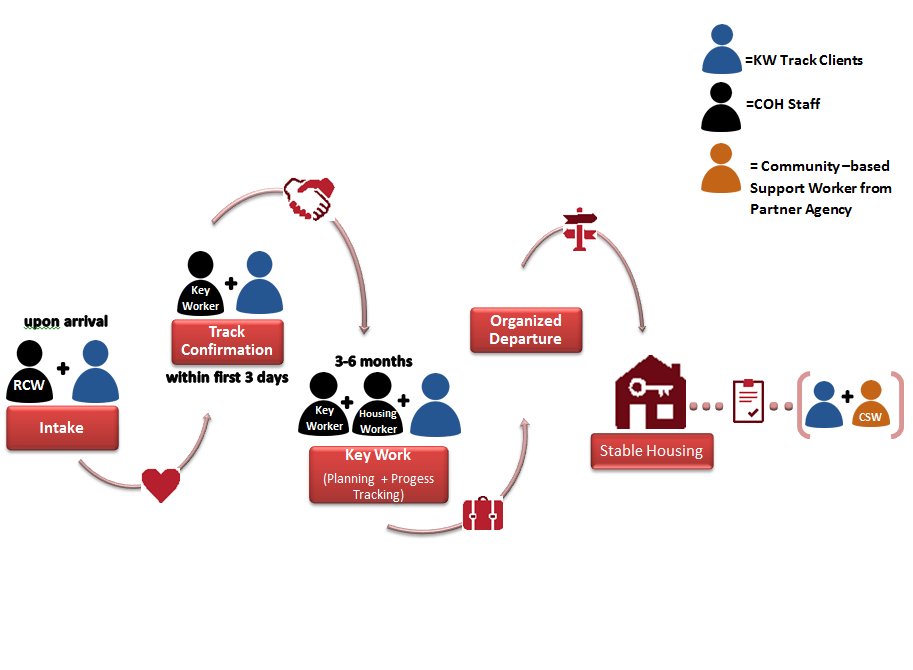 =KW Track Clients
=COH Staff
= Community –based
Support Worker from
Partner Agency
upon arrival
RCW
Intake
Key
Worker
Track
Confirmation
within first 3 days
3-6 months
Key
Worker
Housing
Worker
Key Work
(Planning + Progess
Tracking)
Organized
Departure
Stable Housing
CSW